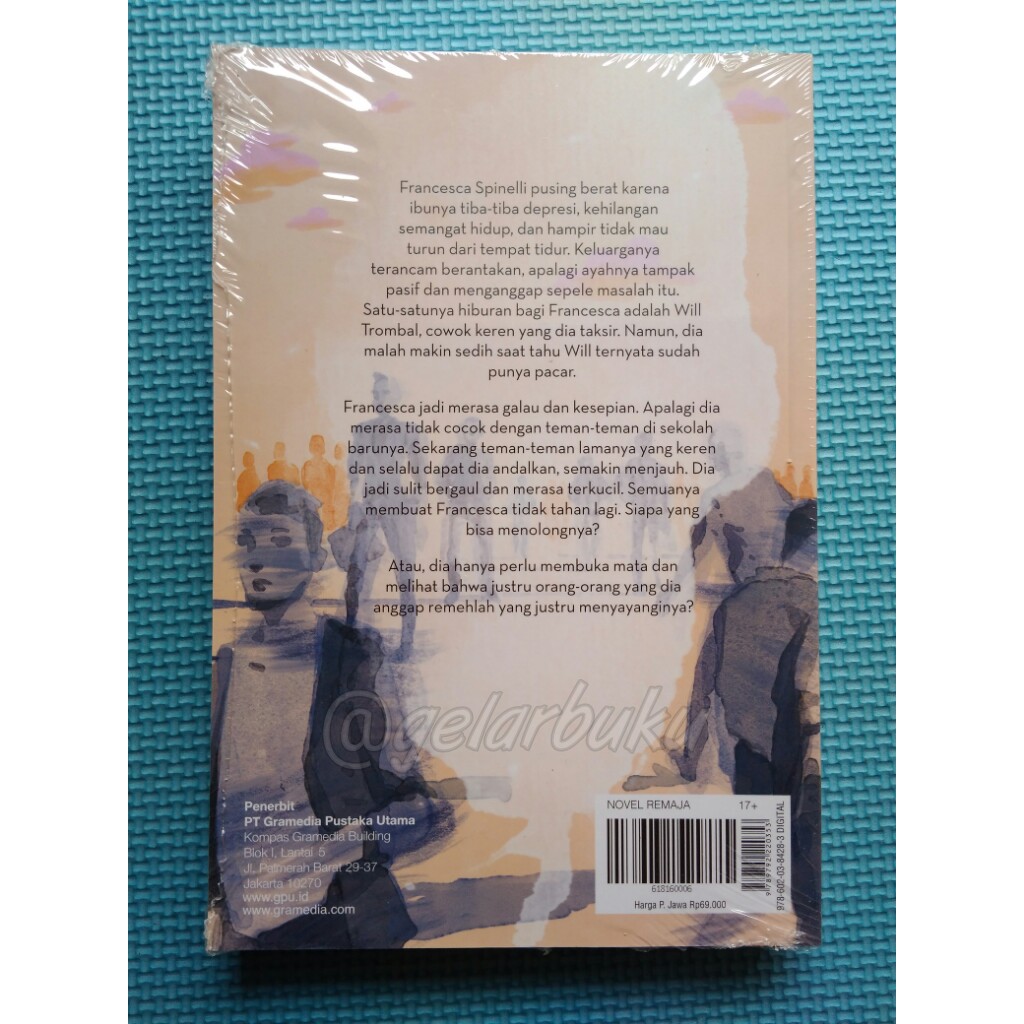 Francesca Spinelli pusing berat karena
ibunya tiba-tiba depresi, kehilangan
semangat hidup, dan hampir tidak mau
turun dari tempat tidur. Keluarganya
terancam berantakan, apalagi ayahnya tampak
pasif dan menganggap sepele masalah itu.
Satu-satunya hiburan bagi Francesca adalah Will
Trombal, cowok keren yang dia taksir. Namun, dia
malah makin sedih saat tahu Will ternyata sudah
punya pacar.
Francesca jadi merasa galau dan kesepian. Apalagi dia
merasa tidak cocok dengan teman-teman di sekolah
barunya. Sekarang teman-teman lamanya yang keren
dan selalu dapat dia andalkan, semakin menjauh. Dia
jadi sulit bergaul dan merasa terkucil. Semuanya
membuat Francesca tidak tahan lagi. Siapa yang
bisa menolongnya?
Atau, dia hanya perlu membuka mata dan
melihat bahwa justru orang-orang yang dia
anggap remehlah yang justru menyayanginya?
@gelarbuku
Penerbit
PT Gramedia Pustaka Utama
Kompas Gramedia Building
Blok I, Lantai 5
Jl. Palmerah Barat 29-37
Jakarta 10270
www.gpu.id
www.gramedia.com
NOVEL REMAJA 17+
618160006
Harga P. Jawa Rp69.000
9789792220353
978-602-03-8428-3 DIGITAL